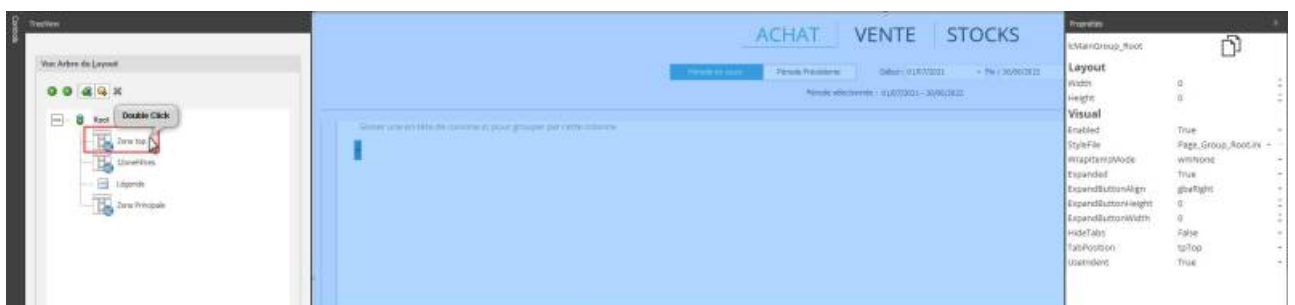 Controls
TreeView
Vue Arbre de Layout
Root
Double Click
Zone top
Légende
Zone Principale
ACHAT
VENTE
STOCKS
Période en cours
Période Précédente
Début : 01/07/2021
Fin : 30/06/2022
Période sélectionnée : 01/07/2021 - 30/06/2022
Glisser une en-tête de colonne ici pour grouper par cette colonne
Propriétés
lcMainGroup_Root
Layout
Width 0
Height 0
Visual
Enabled True
StyleFile Page_Group_Root.ini
WrapItemsMode wmNone
Expanded True
ExpandButtonAlign gbaRight
ExpandButtonHeight 0
ExpandButtonWidth 0
HideTabs False
TabPosition tpTop
UseIndent True